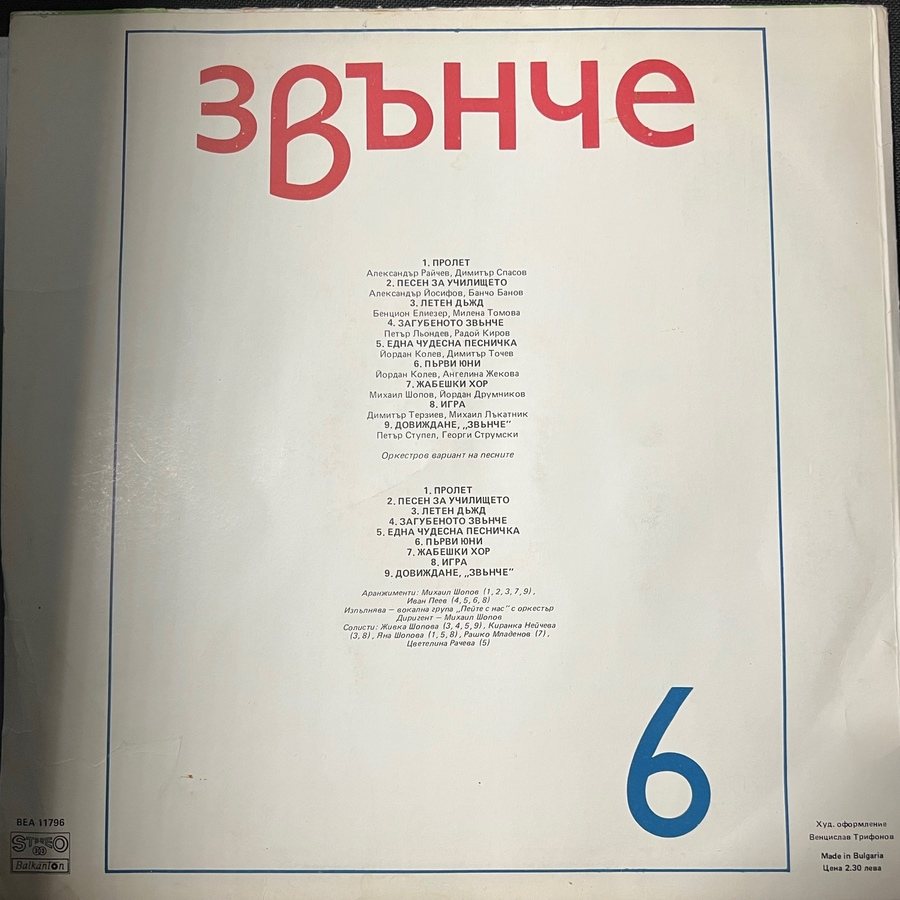 звънче
1. ПРОЛЕТ
Александър Райчев, Димитър Спасов
2. ПЕСЕН ЗА УЧИЛИЩЕТО
Александър Йосифов, Банчо Банов
3. ЛЕТЕН ДЪЖД
Бенцион Елиезер, Милена Томова
4. ЗАГУБЕНОТО ЗВЪНЧЕ
Петър Льондев, Радой Киров
5. ЕДНА ЧУДЕСНА ПЕСНИЧКА
Йордан Колев, Димитър Точев
6. ПЪРВИ ЮНИ
Йордан Колев, Ангелина Жекова
7. ЖАБЕШКИ ХОР
Михаил Шопов, Йордан Друмников
8. ИГРА
Димитър Терзиев, Михаил Лъкатник
9. ДОВИЖДАНЕ, „ЗВЪНЧЕ”
Петър Ступел, Георги Струмски
Оркестров вариант на песните
1. ПРОЛЕТ
2. ПЕСЕН ЗА УЧИЛИЩЕТО
3. ЛЕТЕН ДЪЖД
4. ЗАГУБЕНОТО ЗВЪНЧЕ
5. ЕДНА ЧУДЕСНА ПЕСНИЧКА
6. ПЪРВИ ЮНИ
7. ЖАБЕШКИ ХОР
8. ИГРА
9. ДОВИЖДАНЕ, „ЗВЪНЧЕ”
Аранжименти: Михаил Шопов (1, 2, 3, 7, 9),
Иван Пеев (4, 5, 6, 8)
Изпълнява — вокална група „Пейте с нас” с оркестър
Диригент — Михаил Шопов
Солисти: Живка Шопова (3, 4, 5, 9), Киранка Нейчева
(3, 8), Яна Шопова (1, 5, 8), Рашко Младенов (7),
Цветелина Рачева (5)
6
ВЕА 11796
STEREO
33
Balkanton
Худ. оформление
Венцислав Трифонов
Made in Bulgaria
Цена 2.30 лева